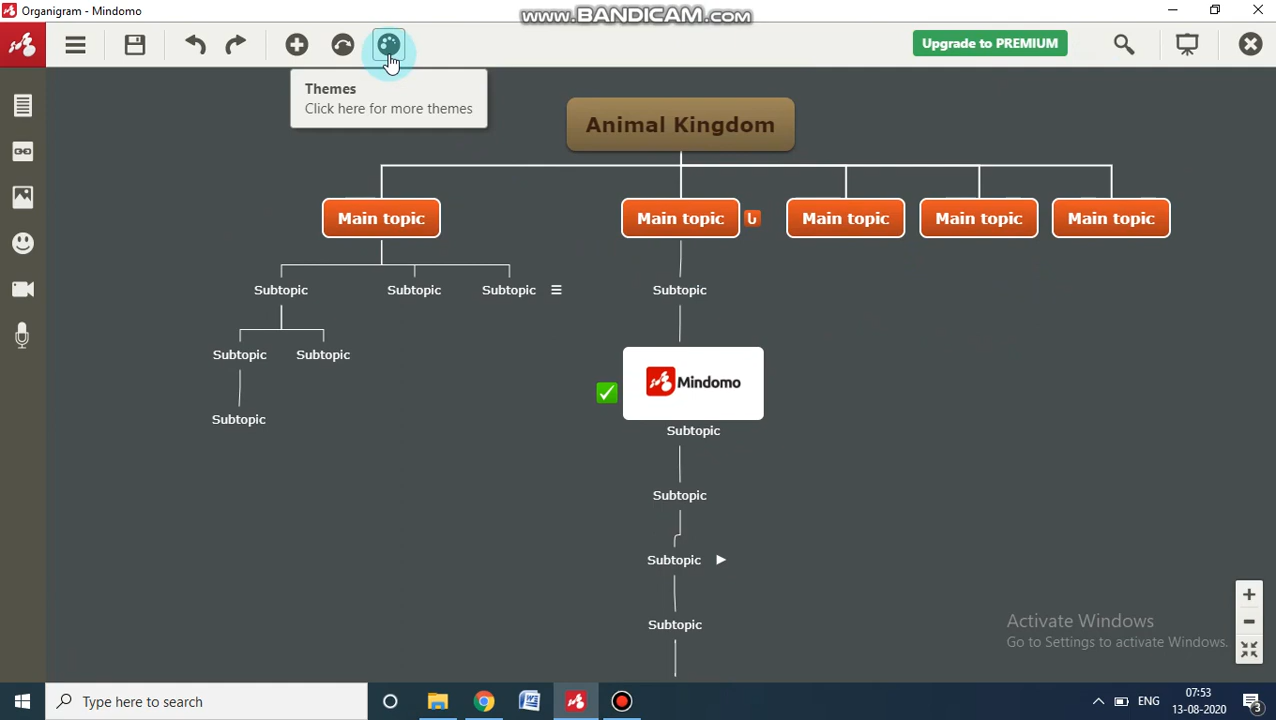 Organigram - Mindomo
www.BANDICAM.com
Upgrade to PREMIUM
Themes
Click here for more themes
Animal Kingdom
Main topic
Main topic
Main topic
Main topic
Main topic
Subtopic
Subtopic
Subtopic
Subtopic
Subtopic
Subtopic
Mindomo
Subtopic
Subtopic
Subtopic
Subtopic
Subtopic
Activate Windows
Go to Settings to activate Windows.
Type here to search
ENG
07:53
13-08-2020
3